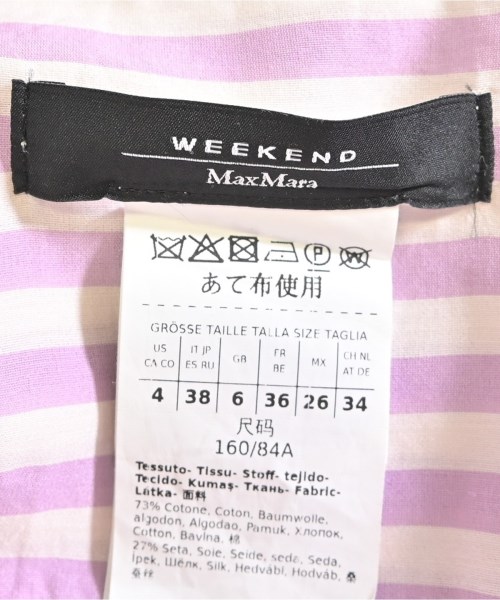 WEEKEND
MaxMara
P W
あて布使用
GRÖSSE TAILLE TALLA SIZE TAGLIA
US CA CO IT JP ES RU GB FR BE MX CH NL AT DE
4 38 6 36 26 34
尺码
160/84A
Tessuto- Tissu- Stoff- tejido-
Tecido- Kumaş- Ткань- Fabric-
Látka- 面料
73% Cotone, Coton, Baumwolle,
algodon, Algodao, Pamuk, Хлопок,
Cotton, Bavlna, 棉
27% Seta, Soie, Seide, seda, Seda,
İpek, Шёлк, Silk, Hedvábí, Hodváb, 桑
蚕丝